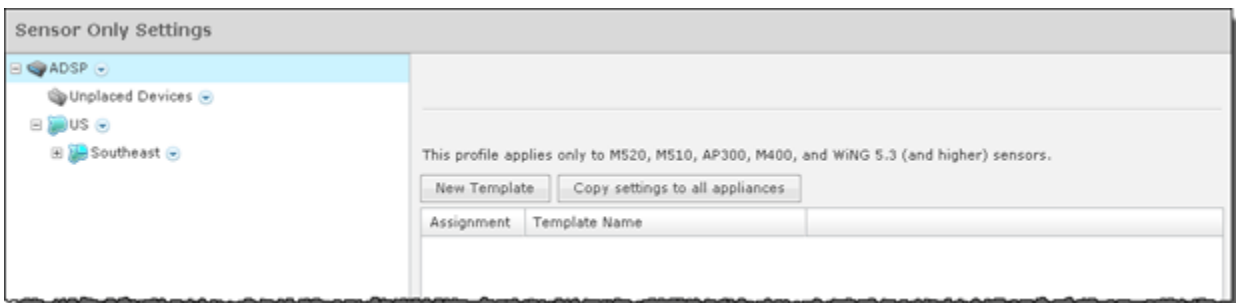 Sensor Only Settings
ADSP
Unplaced Devices
US
Southeast
This profile applies only to M520, M510, AP300, M400, and WiNG 5.3 (and higher) sensors.
New Template Copy settings to all appliances
Assignment Template Name